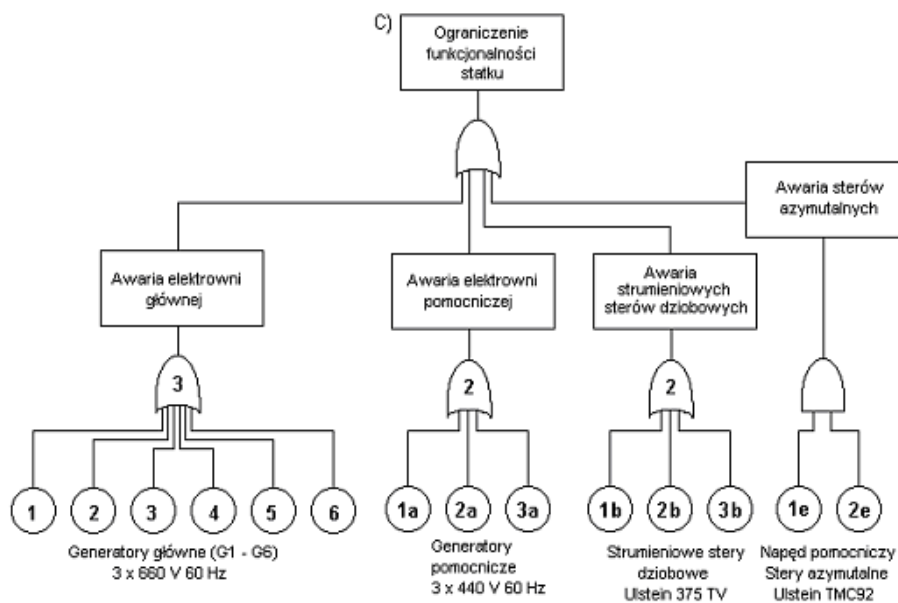 C)
Ograniczenie
funkcjonalności
statku
Awaria sterów
azymutalnych
Awaria elektrowni
głównej
Awaria elektrowni
pomocniczej
Awaria
strumieniowych
sterów dziobowych
3
2
2
1 2 3 4 5 6
1a 2a 3a
1b 2b 3b
1e 2e
Generatory główne (G1 - G6)
3 x 660 V 60 Hz
Generatory
pomocnicze
3 x 440 V 60 Hz
Strumieniowe stery
dziobowe
Ulstein 375 TV
Napęd pomocniczy
Stery azymutalne
Ulstein TMC92